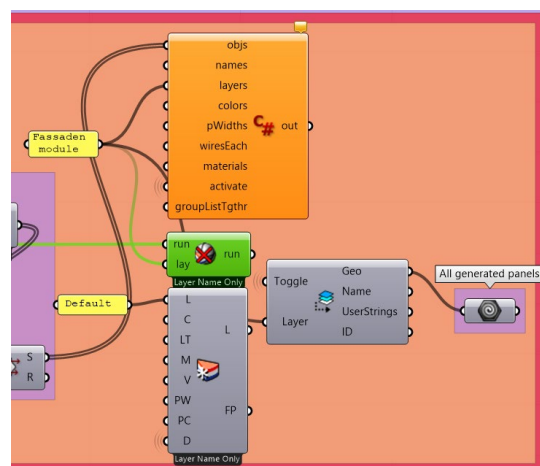 objs
names
layers
colors
pWidths
wiresEach
materials
activate
groupListTgthr
C# out
Fassaden
module
run
lay
run
Layer Name Only
Default
L
C
LT
M
V
PW
PC
D
L
FP
Layer Name Only
Toggle
Layer
Geo
Name
UserStrings
ID
All generated panels
S
R